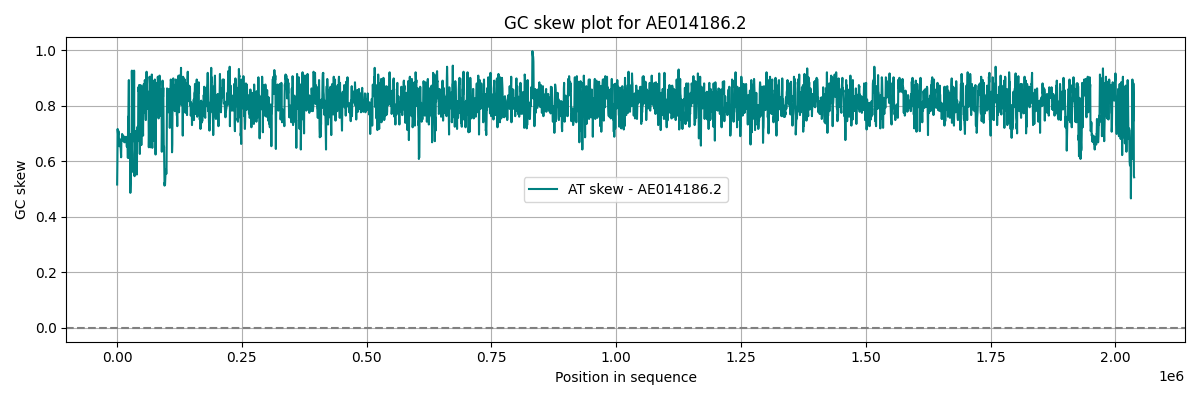 GC skew plot for AE014186.2
GC skew
1.0
0.8
0.6
0.4
0.2
0.0
AT skew - AE014186.2
0.00 0.25 0.50 0.75 1.00 1.25 1.50 1.75 2.00
1e6
Position in sequence